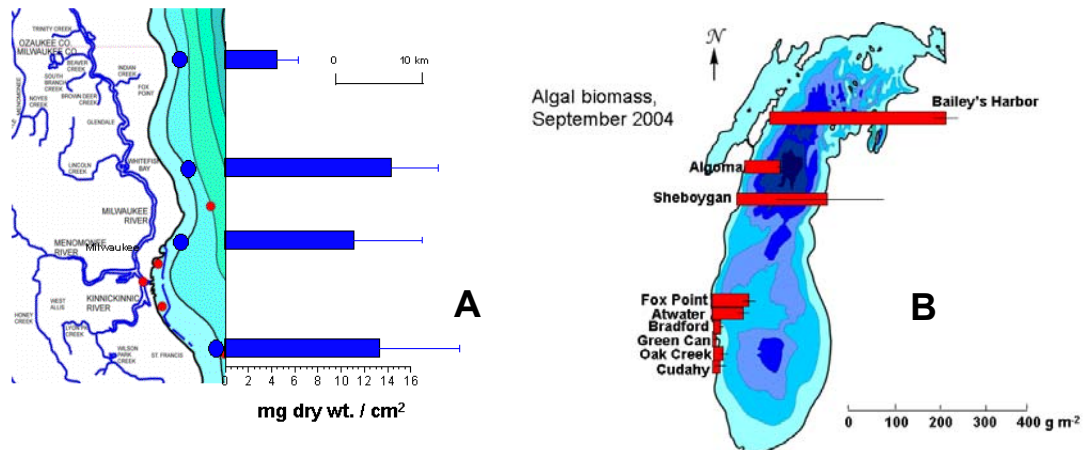 TRINITY CREEK
OZAUKEE CO.
MILWAUKEE CO.
BEAVER
CREEK
INDIAN
CREEK
SOUTH
BRANCH
CREEK
FOX
POINT
MENOMONEE
NOYES
CREEK
BROWN DEER
CREEK
GLENDALE
LINCOLN
CREEK
WHITEFISH
BAY
MILWAUKEE
RIVER
MENOMONEE
RIVER
Milwaukee
KINNICKINNIC
RIVER
WEST
ALLIS
HONEY
CREEK
CREEK
WILSON
PARK
CREEK
ST. FRANCIS
0 10 km
A
0 2 4 6 8 10 12 14 16
mg dry wt. / cm²
N
Algal biomass,
September 2004
Bailey's Harbor
Algoma
Sheboygan
Fox Point
Atwater
Bradford
Green Can
Oak Creek
Cudahy
B
0 100 200 300 400 g m⁻²